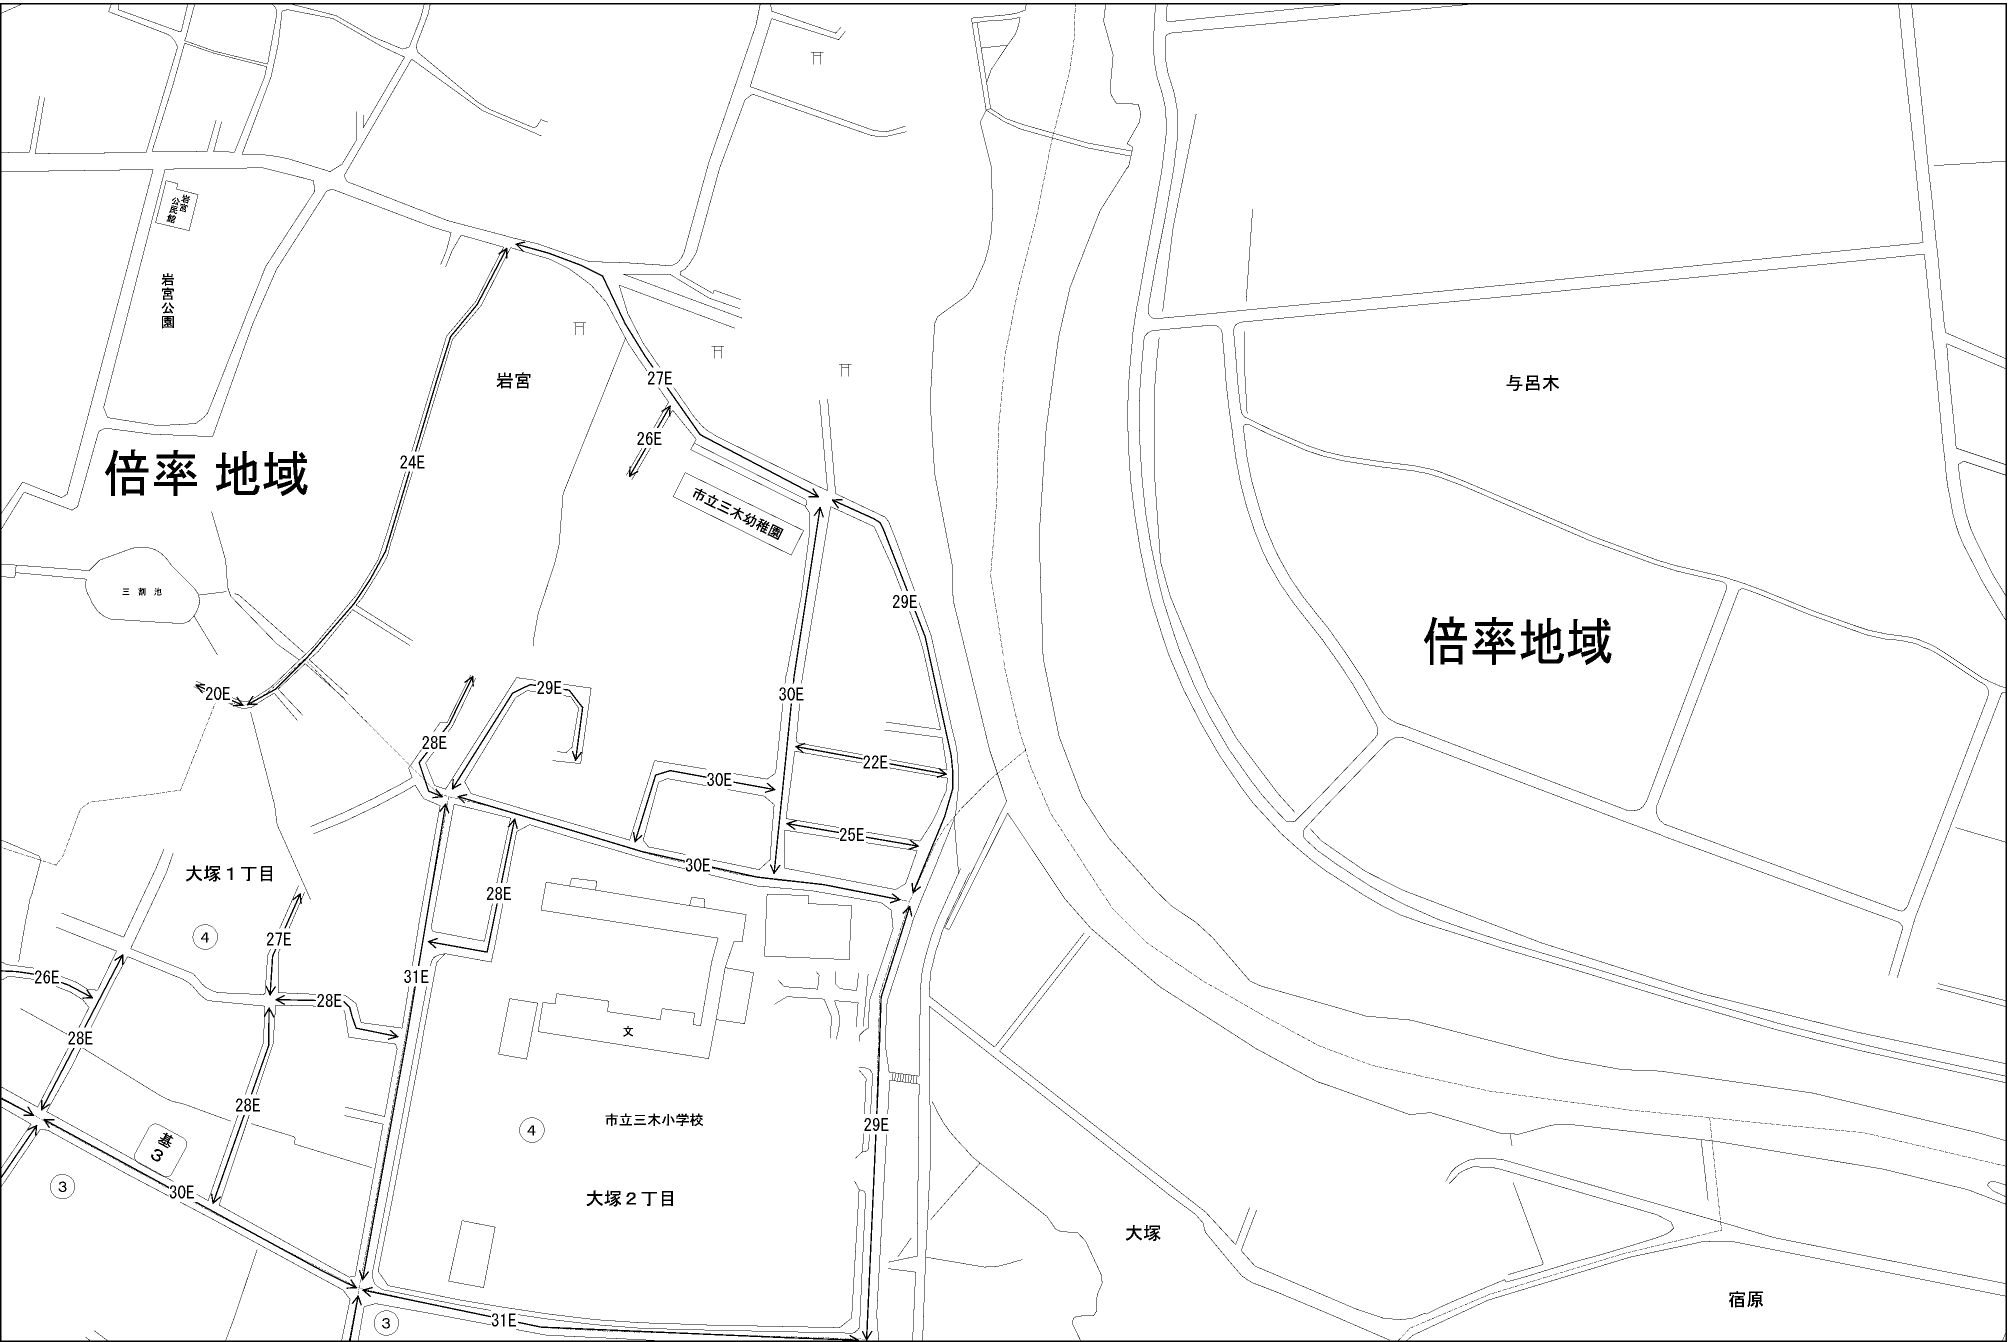 岩宮公民館
岩宮公園
岩宮
27E
与呂木
26E
24E
倍率 地域
市立三木幼稚園
三 割 池
29E
倍率地域
20E
29E
30E
28E
22E
30E
25E
30E
大塚1丁目
28E
④
27E
26E
31E
28E
文
28E
28E
市立三木小学校
④
29E
基3
③
30E
大塚2丁目
大塚
宿原
③
31E